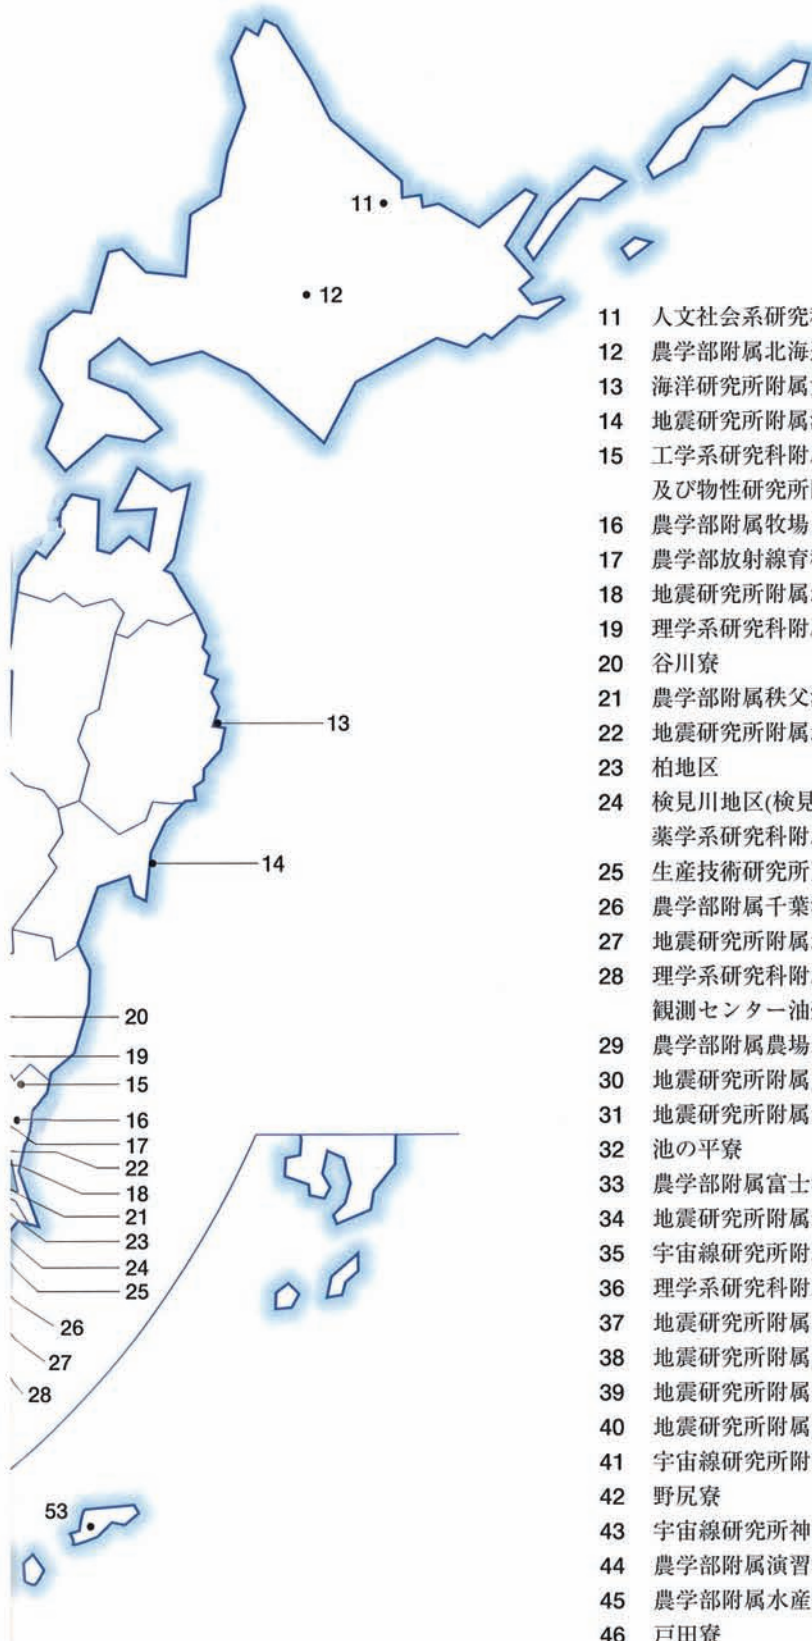 11
12
13
14
20
19
15
16
17
22
18
21
23
24
25
26
27
28
53
11 人文社会系研究
12 農学部附属北海
13 海洋研究所附属
14 地震研究所附属
15 工学系研究科附
及び物性研究所
16 農学部附属牧場
17 農学部放射線育
18 地震研究所附属
19 理学系研究科附
20 谷川寮
21 農学部附属秩父
22 地震研究所附属
23 柏地区
24 検見川地区(検見
薬学系研究科附
25 生産技術研究所
26 農学部附属千葉
27 地震研究所附属
28 理学系研究科附
観測センター油
29 農学部附属農場
30 地震研究所附属
31 地震研究所附属
32 池の平寮
33 農学部附属富士
34 地震研究所附属
35 宇宙線研究所附
36 理学系研究科附
37 地震研究所附属
38 地震研究所附属
39 地震研究所附属
40 地震研究所附属
41 宇宙線研究所附
42 野尻寮
43 宇宙線研究所神
44 農学部附属演習
45 農学部附属水産
46 戸田寮